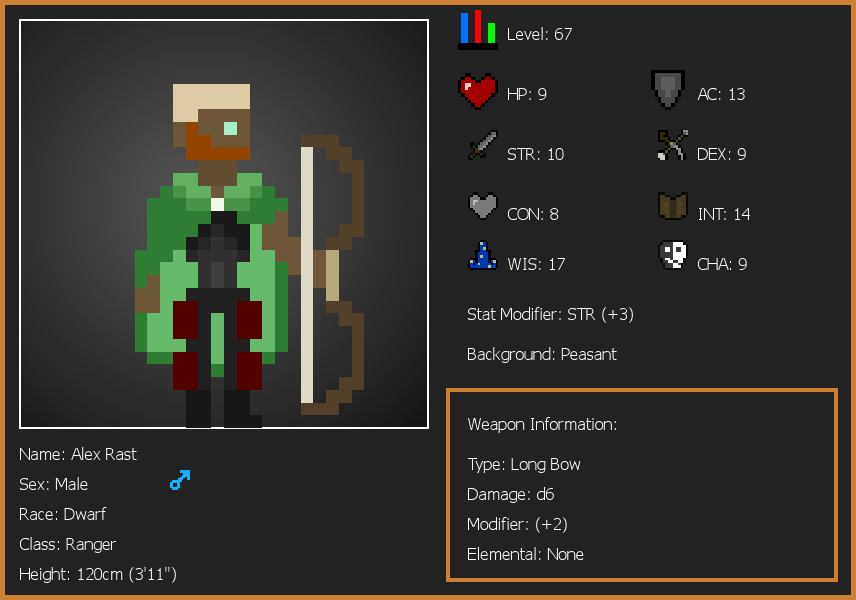 Level: 67
HP: 9
AC: 13
STR: 10
DEX: 9
CON: 8
INT: 14
WIS: 17
CHA: 9
Stat Modifier: STR (+3)
Background: Peasant
Weapon Information:
Type: Long Bow
Damage: d6
Modifier: (+2)
Elemental: None
Name: Alex Rast
Sex: Male
Race: Dwarf
Class: Ranger
Height: 120cm (3'11")